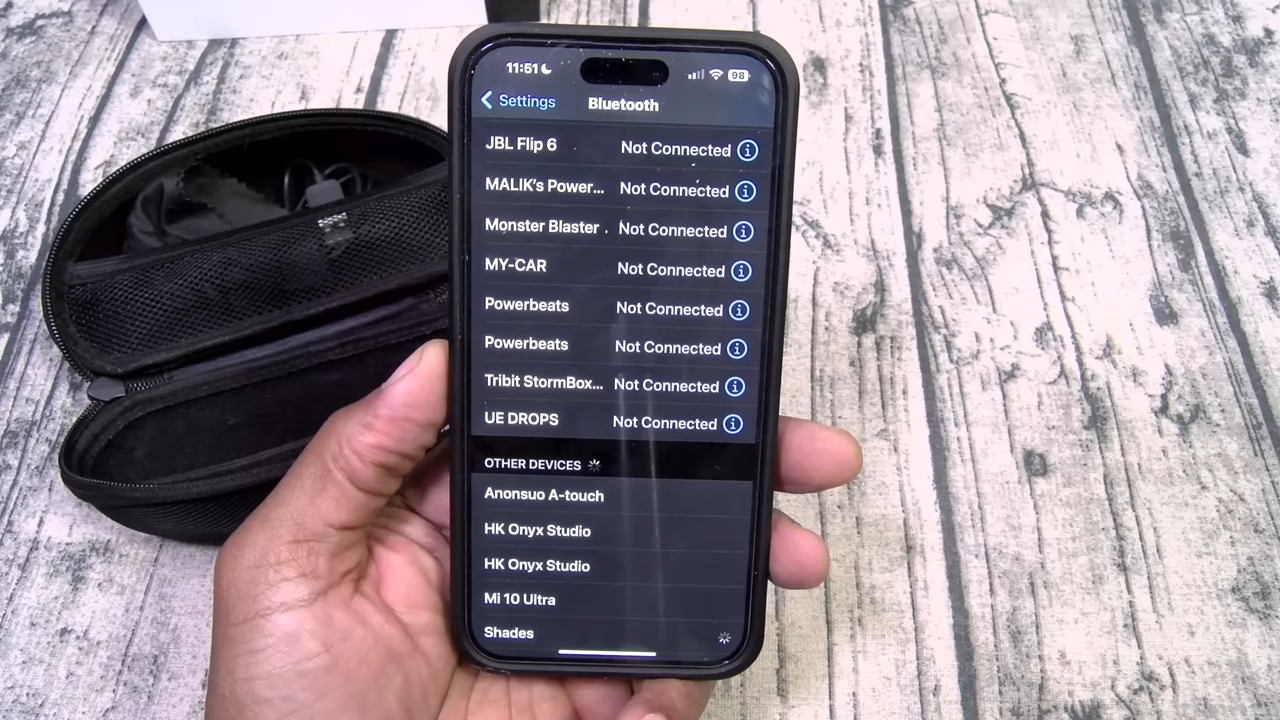 11:51 98
Settings Bluetooth
JBL Flip 6 Not Connected
MALIK's Power... Not Connected
Monster Blaster . Not Connected
MY-CAR Not Connected
Powerbeats Not Connected
Powerbeats Not Connected
Tribit StormBox... Not Connected
UE DROPS Not Connected
OTHER DEVICES
Anonsuo A-touch
HK Onyx Studio
HK Onyx Studio
Mi 10 Ultra
Shades